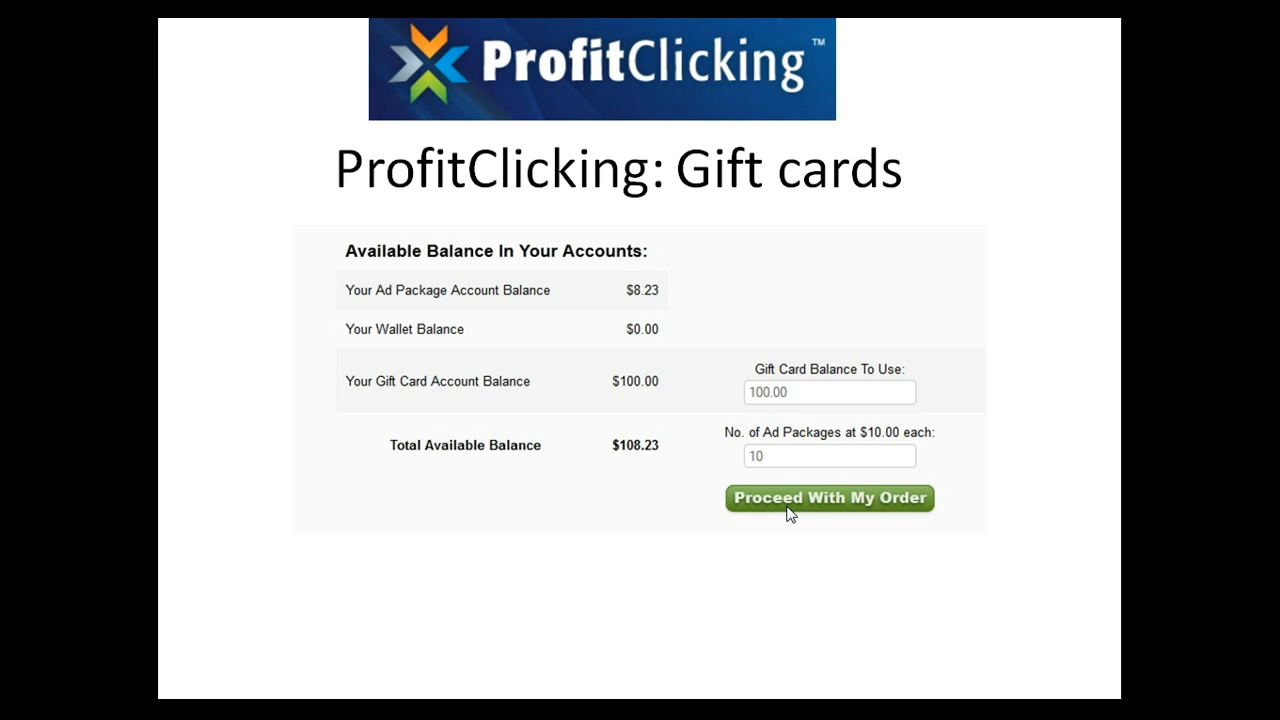 ProfitClicking™
ProfitClicking: Gift cards
Available Balance In Your Accounts:
Your Ad Package Account Balance $8.23
Your Wallet Balance $0.00
Gift Card Balance To Use:
Your Gift Card Account Balance $100.00 100.00
No. of Ad Packages at $10.00 each:
Total Available Balance $108.23
10
Proceed With My Order